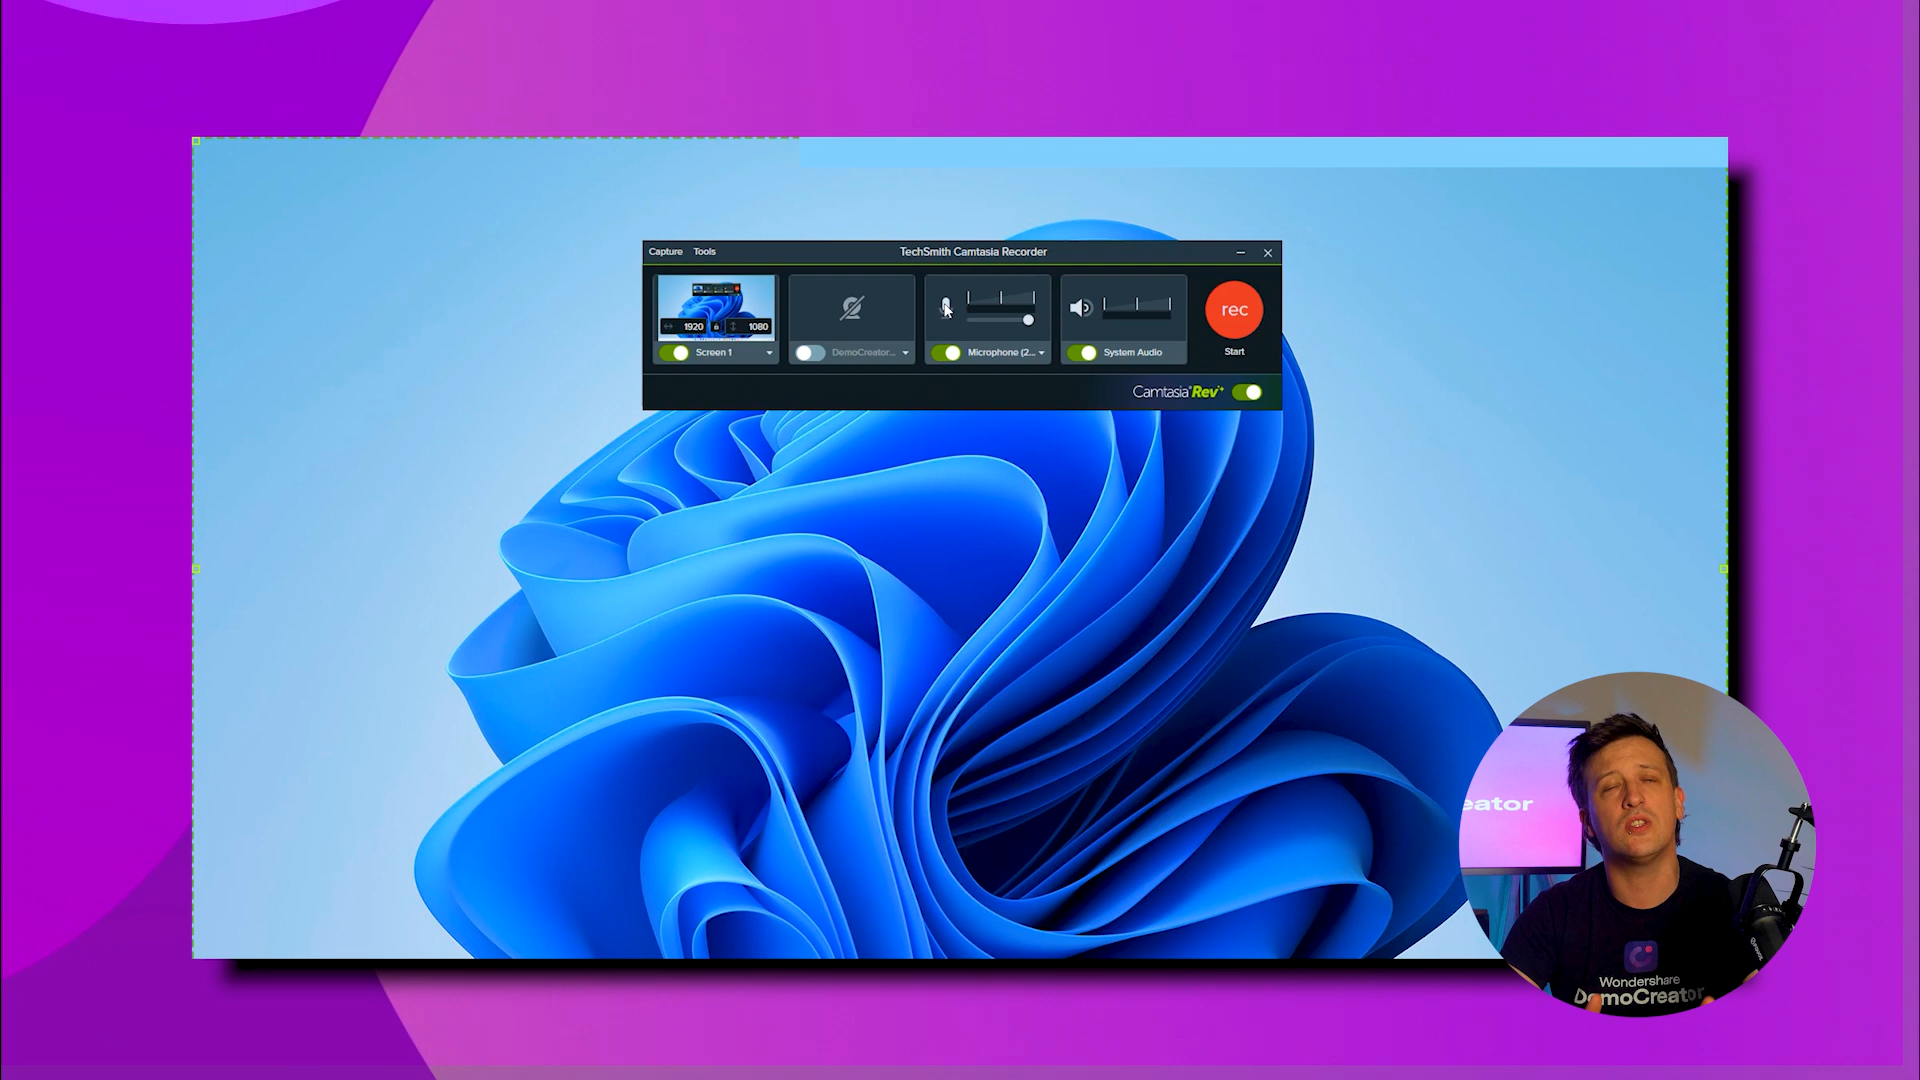 Capture Tools TechSmith Camtasia Recorder
1920 1080
rec
Screen 1 DemoCreator... Microphone (2... System Audio Start
Camtasia Rev
eator
Wondershare
DemoCreator